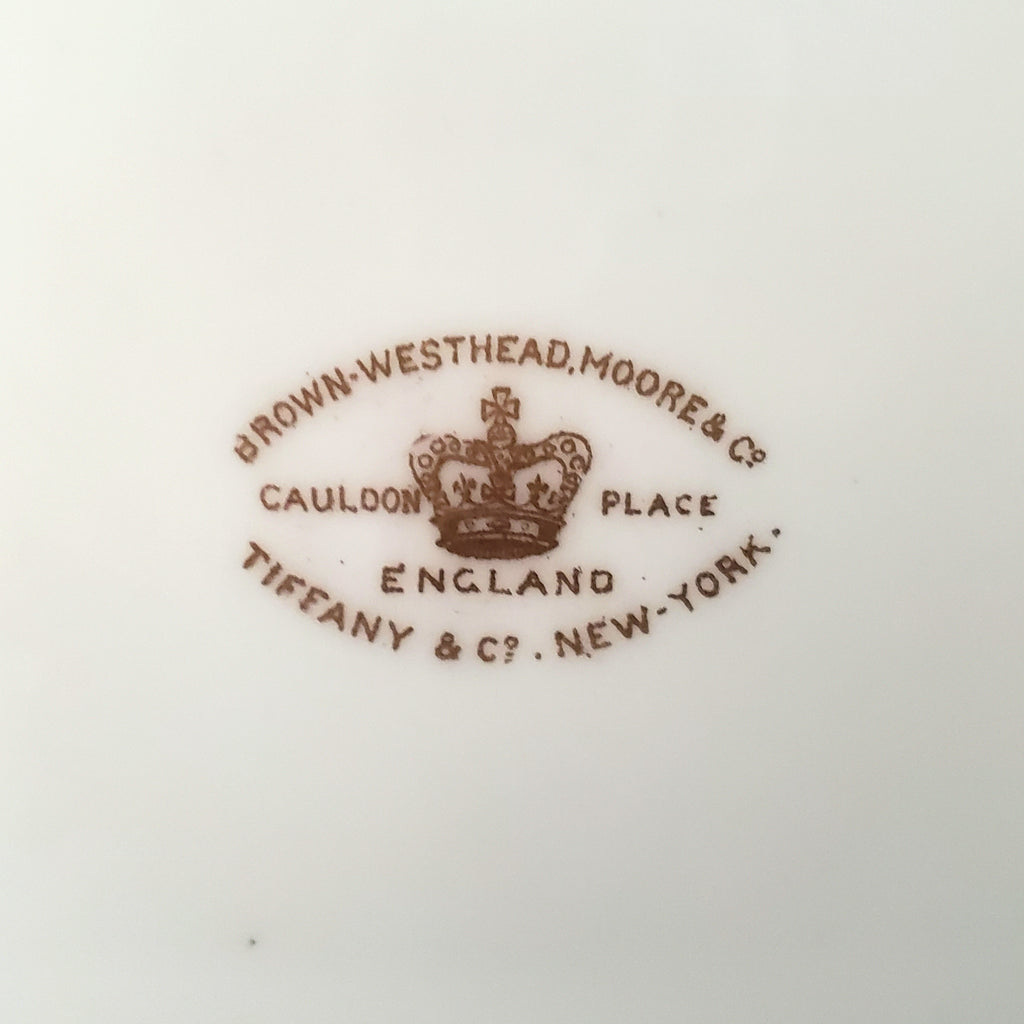 BROWN-WESTHEAD, MOORE & Cº
CAULDON PLACE
ENGLAND
TIFFANY & Cº. NEW-YORK.